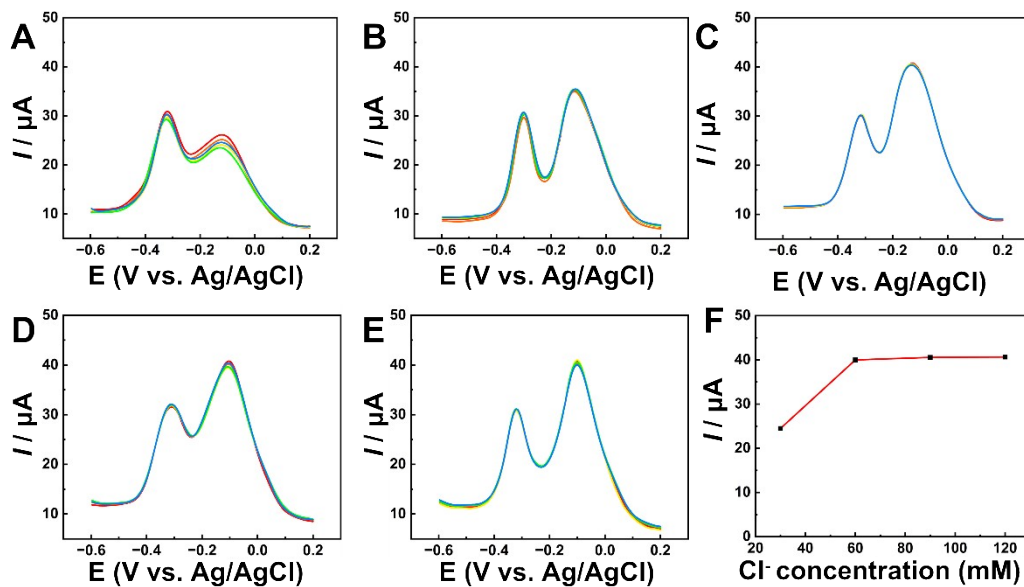 A
50
40
30
20
10
I / µA
−0.6 −0.4 −0.2 0.0 0.2
E (V vs. Ag/AgCl)
B
50
40
30
20
10
I / µA
−0.6 −0.4 −0.2 0.0 0.2
E (V vs. Ag/AgCl)
C
50
40
30
20
10
I / µA
−0.6 −0.4 −0.2 0.0 0.2
E (V vs. Ag/AgCl)
D
50
40
30
20
10
I / µA
−0.6 −0.4 −0.2 0.0 0.2
E (V vs. Ag/AgCl)
E
50
40
30
20
10
I / µA
−0.6 −0.4 −0.2 0.0 0.2
E (V vs. Ag/AgCl)
F
50
40
30
20
10
0
I / µA
20 40 60 80 100 120
Cl⁻ concentration (mM)